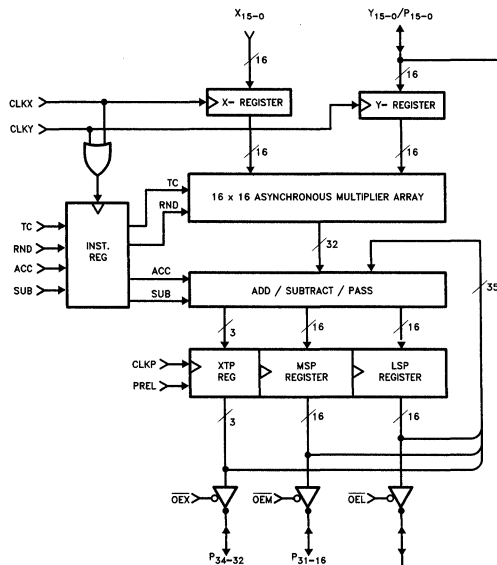 X15-0
Y15-0/P15-0
16
16
CLKX
X- REGISTER
Y- REGISTER
CLKY
16
16
TC
16 x 16 ASYNCHRONOUS MULTIPLIER ARRAY
RND
TC
RND
ACC
SUB
INST.
REG
32
35
ACC
SUB
ADD / SUBTRACT / PASS
3
16
16
CLKP
PREL
XTP
REG
MSP
REGISTER
LSP
REGISTER
3
16
16
OEX
OEM
OEL
P34-32
P31-16